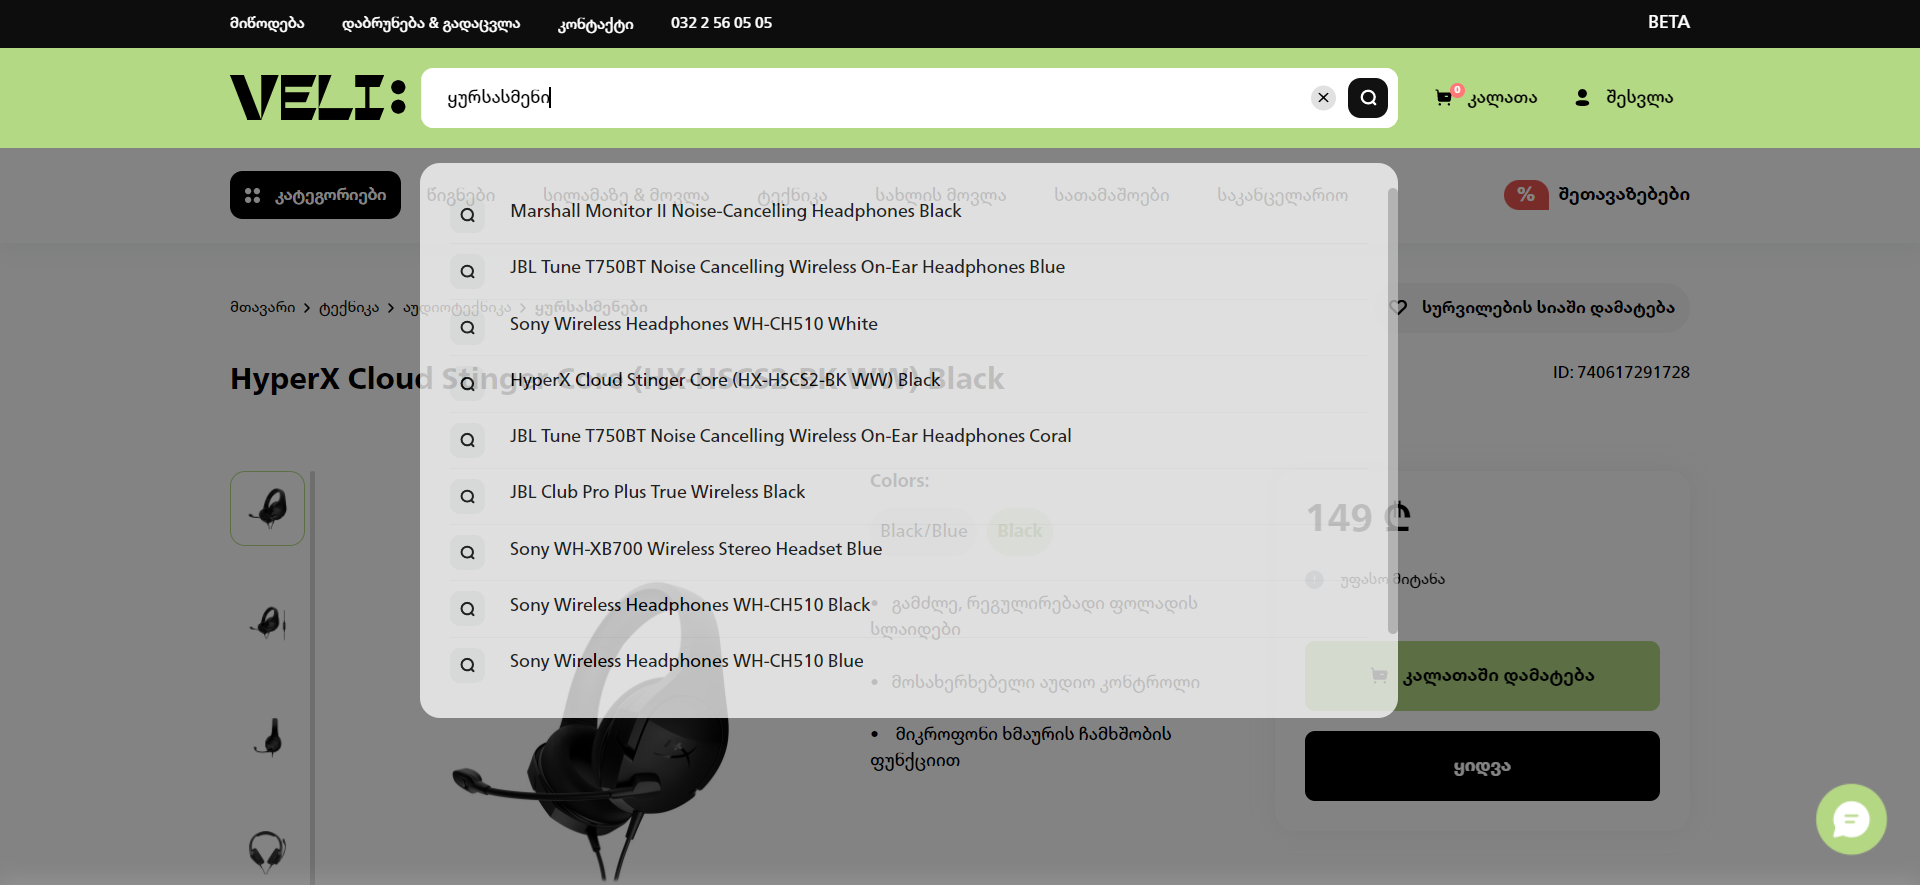 მიწოდება დაბრუნება & გადაცვლა კონტაქტი 032 2 56 05 05 BETA
VELI: ყურსასმენი 0 კალათა შესვლა
კატეგორიები წიგნები სილამაზე & მოვლა ტექნიკა სახლის მოვლა სათამაშოები საკანცელარიო % შეთავაზებები
Marshall Monitor II Noise-Cancelling Headphones Black
JBL Tune T750BT Noise Cancelling Wireless On-Ear Headphones Blue
მთავარი > ტექნიკა > აუდიოტექნიკა > ყურსასმენები სურვილების სიაში დამატება
Sony Wireless Headphones WH-CH510 White
HyperX Cloud Stinger Core (HX-HSCS2-BK WW) Black ID: 740617291728
HyperX Cloud Stinger Core (HX-HSCS2-BK WW) Black
JBL Tune T750BT Noise Cancelling Wireless On-Ear Headphones Coral
Colors:
JBL Club Pro Plus True Wireless Black
149 ₾
Black/Blue Black
Sony WH-XB700 Wireless Stereo Headset Blue
უფასო მიტანა
Sony Wireless Headphones WH-CH510 Black
• გამძლე, რეგულირებადი ფოლადის
სლაიდები
Sony Wireless Headphones WH-CH510 Blue
კალათაში დამატება
• მოსახერხებელი აუდიო კონტროლი
• მიკროფონი ხმაურის ჩამხშობის
ფუნქციით
ყიდვა